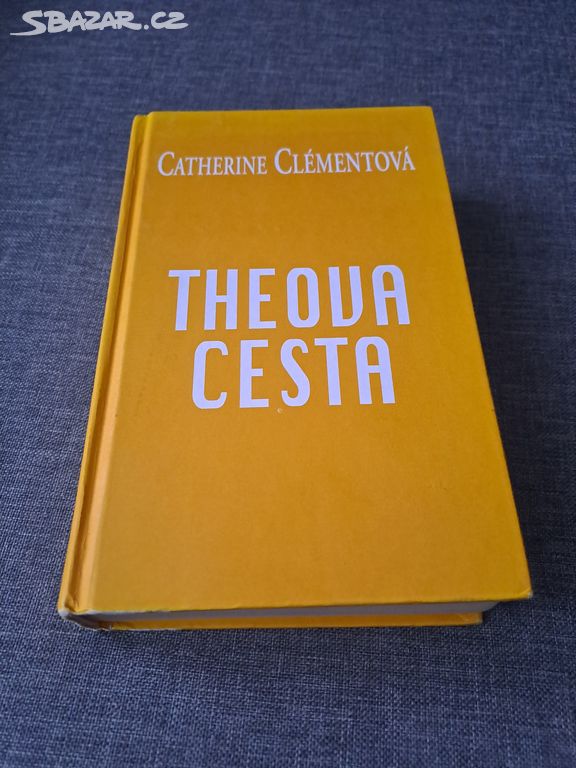 SBAZAR.CZ
CATHERINE CLÉMENTOVÁ
THEOVA
CESTA